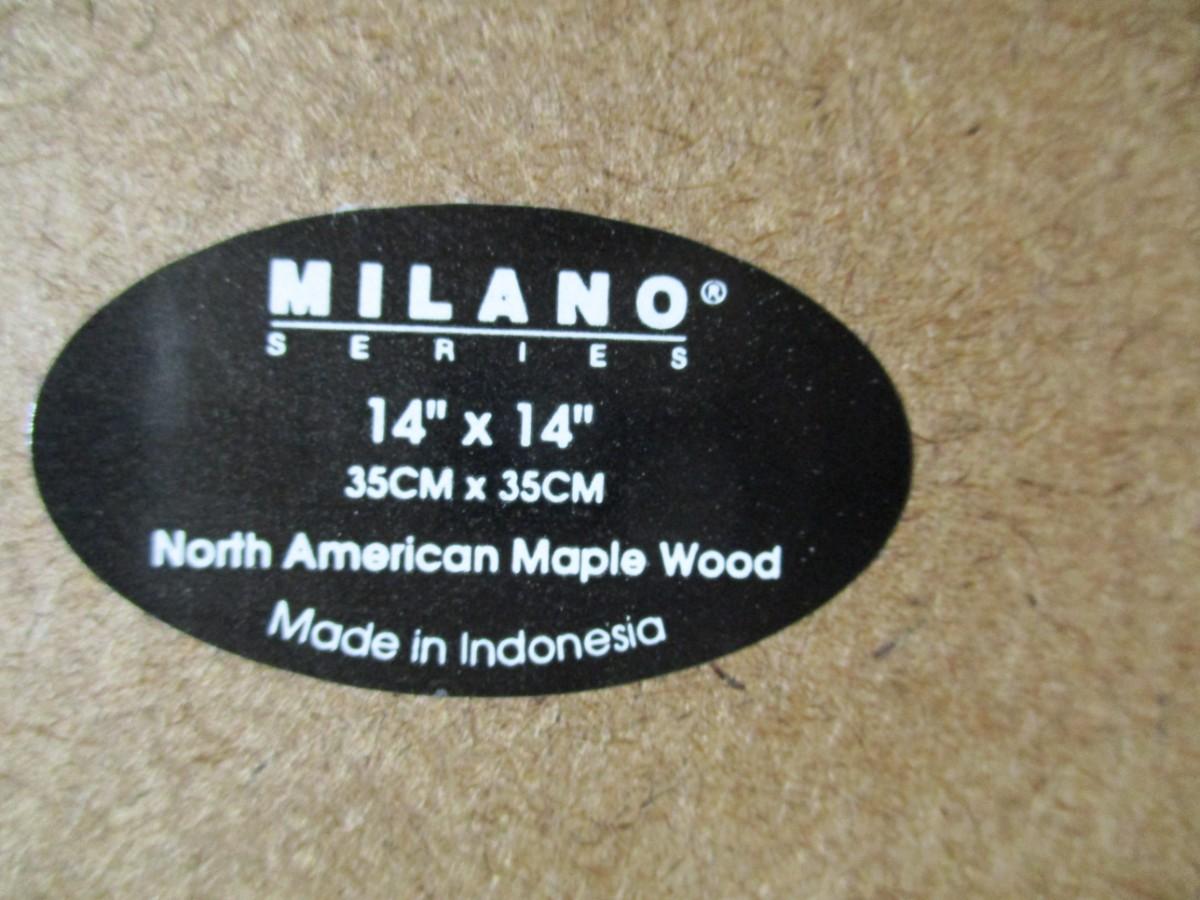 MILANO®
SERIES
14" x 14"
35CM x 35CM
North American Maple Wood
Made in Indonesia